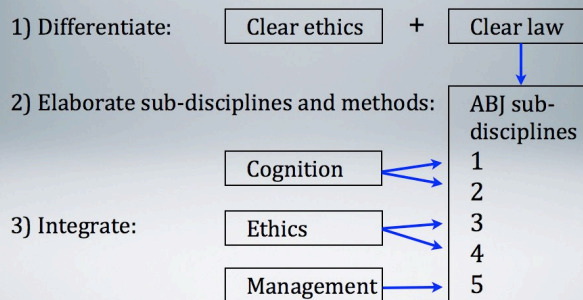 1) Differentiate: Clear ethics + Clear law
2) Elaborate sub-disciplines and methods: ABJ sub-
disciplines
1
Cognition
2
3) Integrate: Ethics 3
4
Management 5